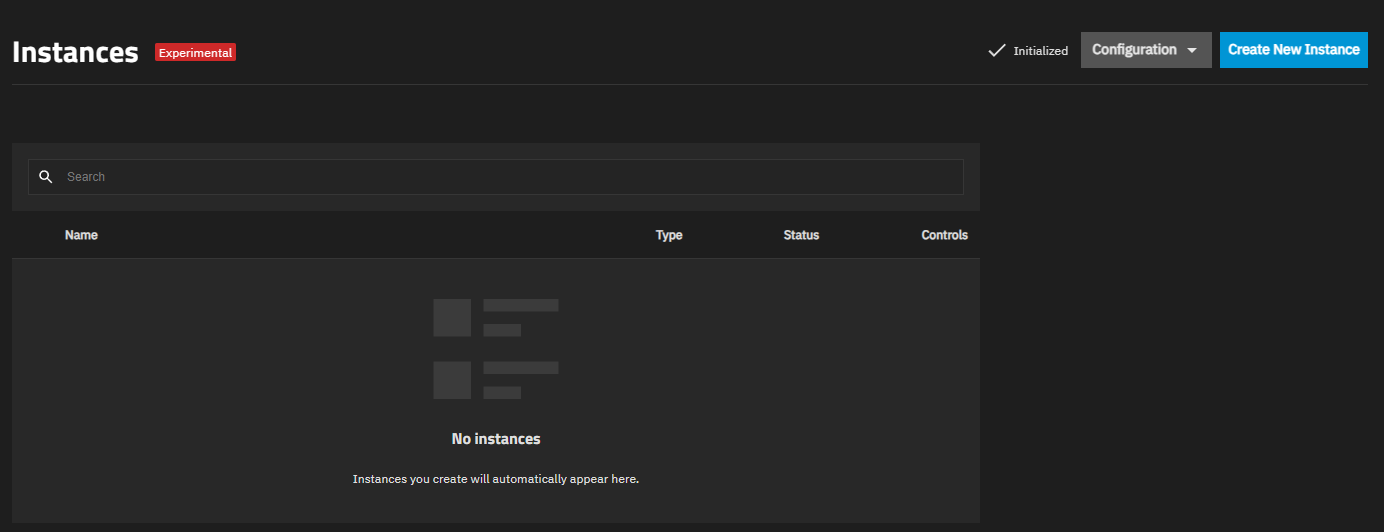 Instances
Experimental
Initialized
Configuration
Create New Instance
Search
Name Type Status Controls
No instances
Instances you create will automatically appear here.